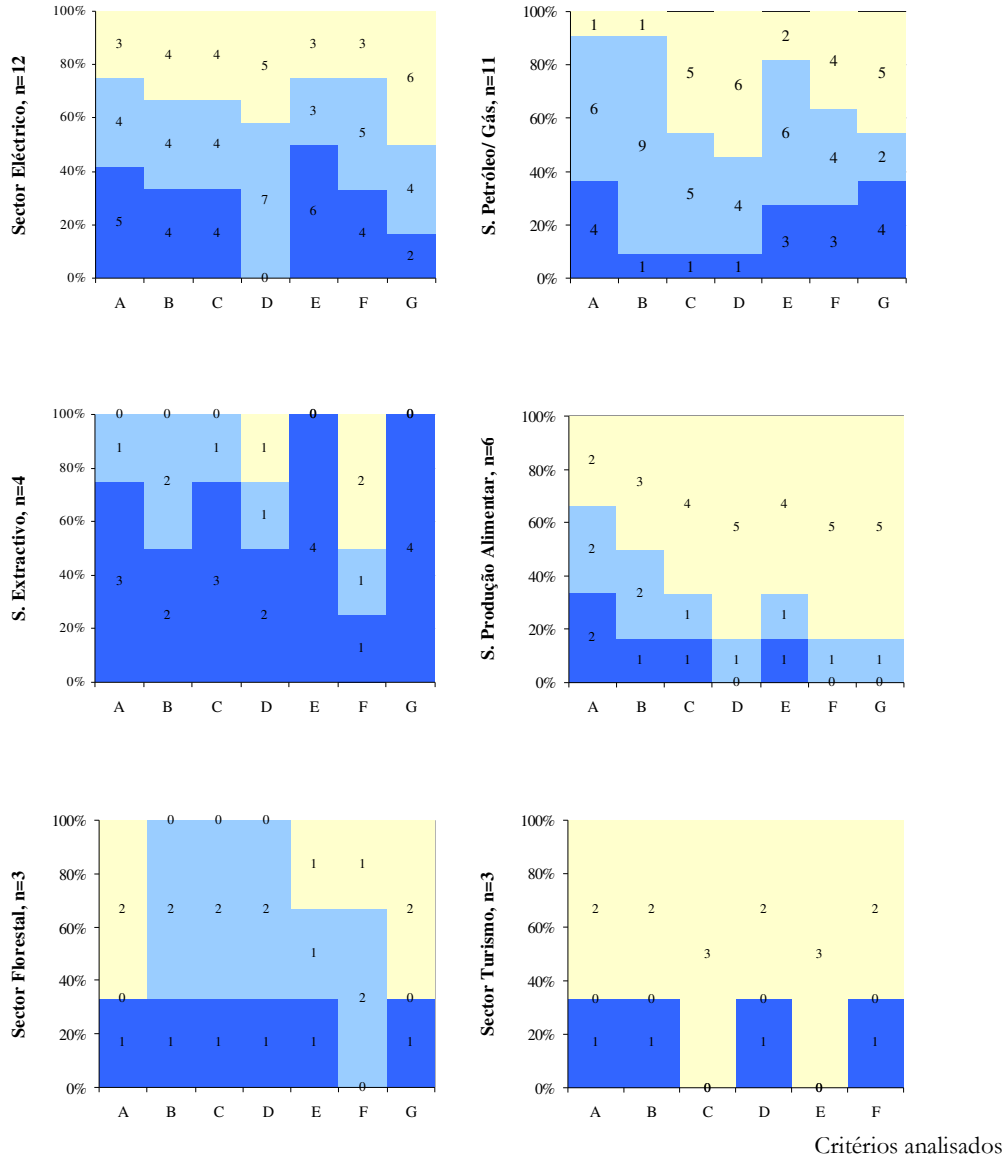 Sector Eléctrico, n=12
100%
80%
60%
40%
20%
0%
3 4 4 5 3 3 6
4 4 4 7 3 5 4
5 4 4 0 6 4 2
A B C D E F G
S. Petróleo/ Gás, n=11
100%
80%
60%
40%
20%
0%
1 1 5 6 2 4 5
6 9 5 4 6 4 2
4 1 1 1 3 3 4
A B C D E F G
S. Extractivo, n=4
100%
80%
60%
40%
20%
0%
0 0 0 1 0 2 0
1 2 1 1 1
3 2 3 2 4 1 4
A B C D E F G
S. Produção Alimentar, n=6
100%
80%
60%
40%
20%
0%
2 3 4 5 4 5 5
2 2 1 1 1 1 1
2 1 1 0 1 0 0
A B C D E F G
Sector Florestal, n=3
100%
80%
60%
40%
20%
0%
2 0 0 0 1 1 2
0 2 2 2 1 2 0
1 1 1 1 1 0 1
A B C D E F G
Sector Turismo, n=3
100%
80%
60%
40%
20%
0%
2 2 3 2 3 2
0 0 0 0
1 1 0 1 0 1
A B C D E F
Critérios analisados